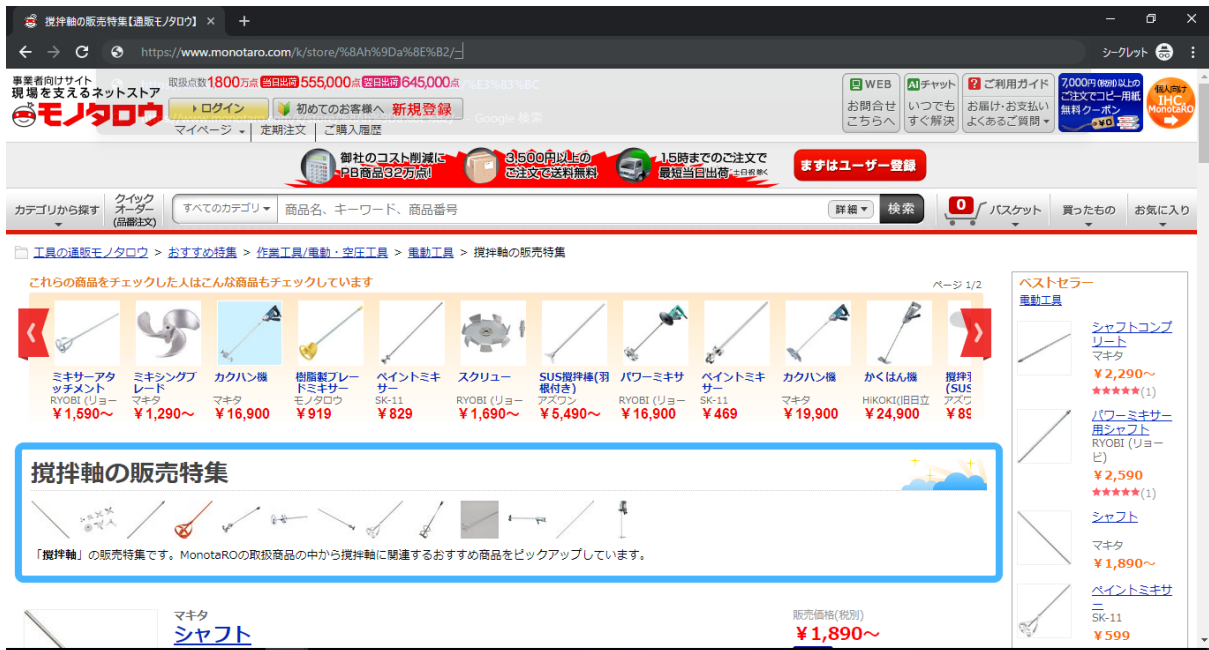 撹拌軸の販売特集【通販モノタロウ】
https://www.monotaro.com/k/store/%8Ah%9Da%8E%B2/
シークレット
事業者向けサイト
現場を支えるネットストア
モノタロウ
取扱点数1800万点 当日出荷 555,000点 翌日出荷 645,000点
ログイン
初めてのお客様へ 新規登録
マイページ
定期注文
ご購入履歴
Google 検索
WEB
お問合せ
こちらへ
AIチャット
いつでも
すぐ解決
? ご利用ガイド
お届け・お支払い
よくあるご質問
7,000円(税別)以上の
ご注文でコピー用紙
無料クーポン
¥0
個人向け
IHC.
MonotaRO
御社のコスト削減に
PB商品32万点!
3,500円以上の
ご注文で送料無料
15時までのご注文で
最短当日出荷 ※土日祝除く
まずはユーザー登録
カテゴリから探す
クイック
オーダー
(品番注文)
すべてのカテゴリ
商品名、キーワード、商品番号
詳細
検索
0
バスケット
買ったもの
お気に入り
工具の通販モノタロウ > おすすめ特集 > 作業工具/電動・空圧工具 > 電動工具 > 撹拌軸の販売特集
これらの商品をチェックした人はこんな商品もチェックしています
ページ 1/2
ミキサーアタ
ッチメント
RYOBI (リョー
¥1,590～
ミキシングブ
レード
マキタ
¥1,290～
カクハン機
マキタ
¥16,900
樹脂製ブレー
ドミキサー
モノタロウ
¥919
ペイントミキ
サー
SK-11
¥829
スクリュー
RYOBI (リョー
¥1,690～
SUS撹拌棒(羽
根付き)
アズワン
¥5,490～
パワーミキサ
RYOBI (リョー
¥16,900
ペイントミキ
サー
SK-11
¥469
カクハン機
マキタ
¥19,900
かくはん機
HiKOKI(旧日立
¥24,900
撹拌
(SUS
アズワ
¥89
撹拌軸の販売特集
「撹拌軸」の販売特集です。MonotaROの取扱商品の中から撹拌軸に関連するおすすめ商品をピックアップしています。
マキタ
シャフト
販売価格(税別)
¥1,890～
ベストセラー
電動工具
シャフトコンプ
リート
マキタ
¥2,290～
★★★★★(1)
パワーミキサー
用シャフト
RYOBI (リョー
ビ)
¥2,590
★★★★★(1)
シャフト
マキタ
¥1,890～
ペイントミキサ
ー
SK-11
¥599